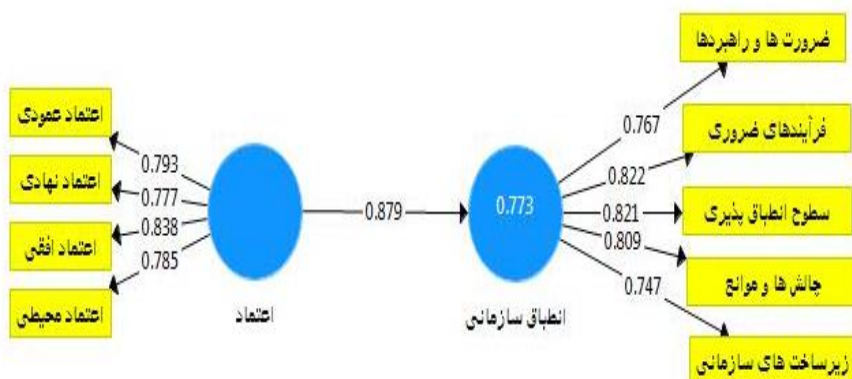 ضرورت ها و راهبردها
0.767
فرآیندهای ضروری
0.822
سطوح انطباق پذیری
0.821
چالش ها و موانع
0.809
زیرساخت های سازمانی
0.747
0.773
انطباق سازمانی
0.879
اعتماد
اعتماد عمودی
0.793
اعتماد نهادی
0.777
اعتماد افقی
0.838
اعتماد محیطی
0.785